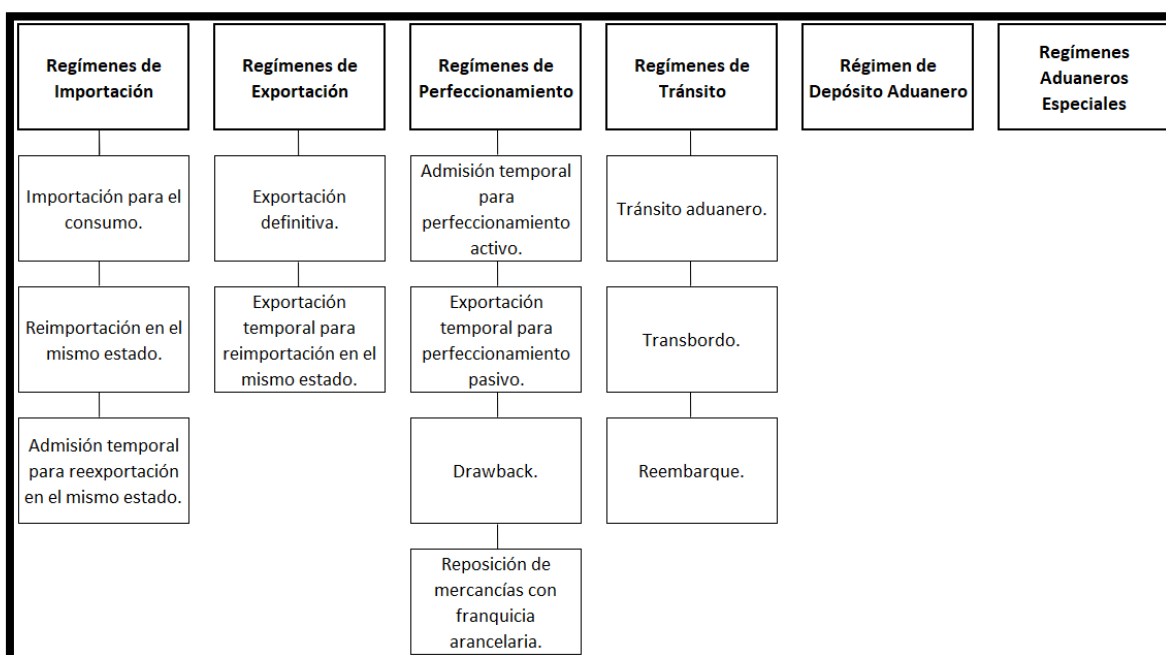 Regímenes de
Importación
Regímenes de
Exportación
Regímenes de
Perfeccionamiento
Regímenes de
Tránsito
Régimen de
Depósito Aduanero
Regímenes
Aduaneros
Especiales
Importación para el
consumo.
Reimportación en el
mismo estado.
Admisión temporal
para reexportación
en el mismo estado.
Exportación
definitiva.
Exportación
temporal para
reimportación en el
mismo estado.
Admisión temporal
para
perfeccionamiento
activo.
Exportación
temporal para
perfeccionamiento
pasivo.
Drawback.
Reposición de
mercancías con
franquicia
arancelaria.
Tránsito aduanero.
Transbordo.
Reembarque.